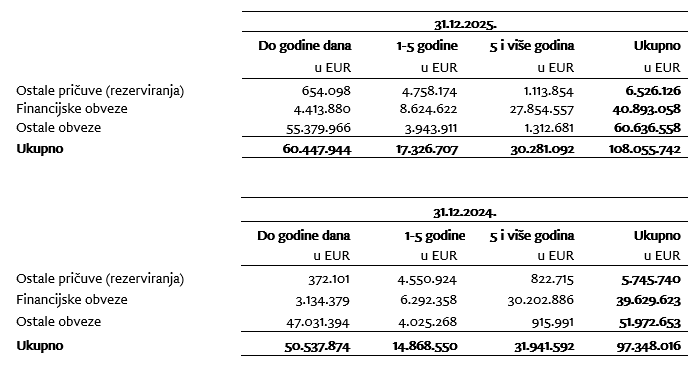 31.12.2025.
Do godine dana 1-5 godine 5 i više godina Ukupno
u EUR u EUR u EUR u EUR
Ostale pričuve (rezerviranja) 654.098 4.758.174 1.113.854 6.526.126
Financijske obveze 4.413.880 8.624.622 27.854.557 40.893.058
Ostale obveze 55.379.966 3.943.911 1.312.681 60.636.558
Ukupno 60.447.944 17.326.707 30.281.092 108.055.742
31.12.2024.
Do godine dana 1-5 godine 5 i više godina Ukupno
u EUR u EUR u EUR u EUR
Ostale pričuve (rezerviranja) 372.101 4.550.924 822.715 5.745.740
Financijske obveze 3.134.379 6.292.358 30.202.886 39.629.623
Ostale obveze 47.031.394 4.025.268 915.991 51.972.653
Ukupno 50.537.874 14.868.550 31.941.592 97.348.016